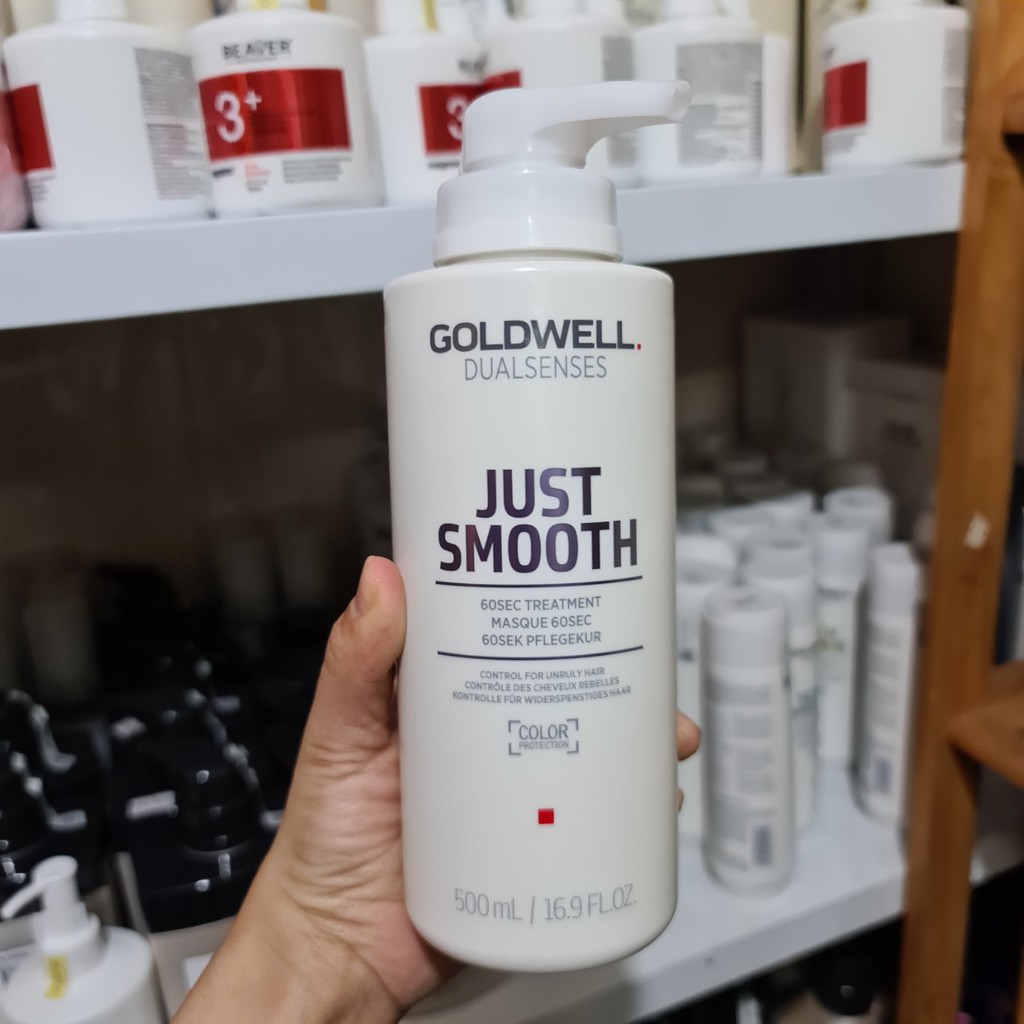 BEAVER
3+
GOLDWELL.
DUALSENSES
JUST
SMOOTH
60SEC TREATMENT
MASQUE 60SEC
60SEK PFLEGEKUR
CONTROL FOR UNRULY HAIR
CONTRÔLE DES CHEVEUX REBELLES
KONTROLLE FÜR WIDERSPENSTIGES HAAR
COLOR
PROTECTION
500 mL / 16.9 FL.OZ.